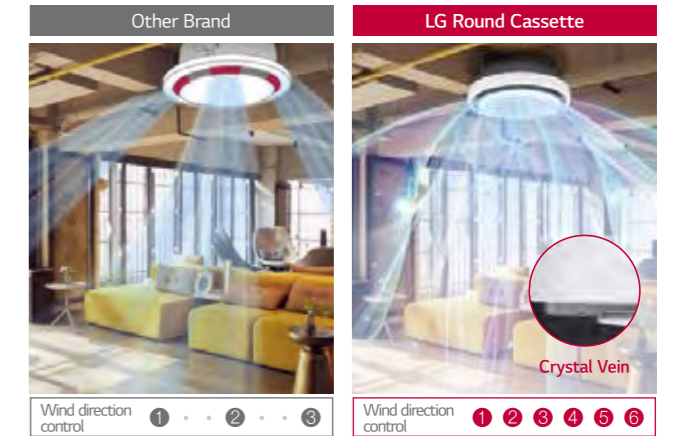 Other Brand
LG Round Cassette
Crystal Vein
Wind direction
control
1 · · 2 · · 3
Wind direction
control
1 2 3 4 5 6